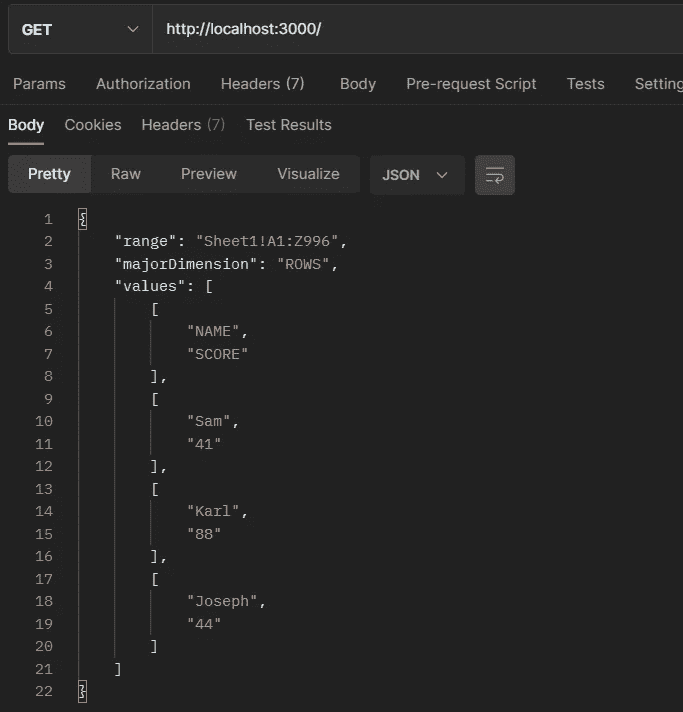 GET http://localhost:3000/
Params Authorization Headers (7) Body Pre-request Script Tests Setting
Body Cookies Headers (7) Test Results
Pretty Raw Preview Visualize JSON
1 {
2 "range": "Sheet1!A1:Z996",
3 "majorDimension": "ROWS",
4 "values": [
5 [
6 "NAME",
7 "SCORE"
8 ],
9 [
10 "Sam",
11 "41"
12 ],
13 [
14 "Karl",
15 "88"
16 ],
17 [
18 "Joseph",
19 "44"
20 ]
21 ]
22 }